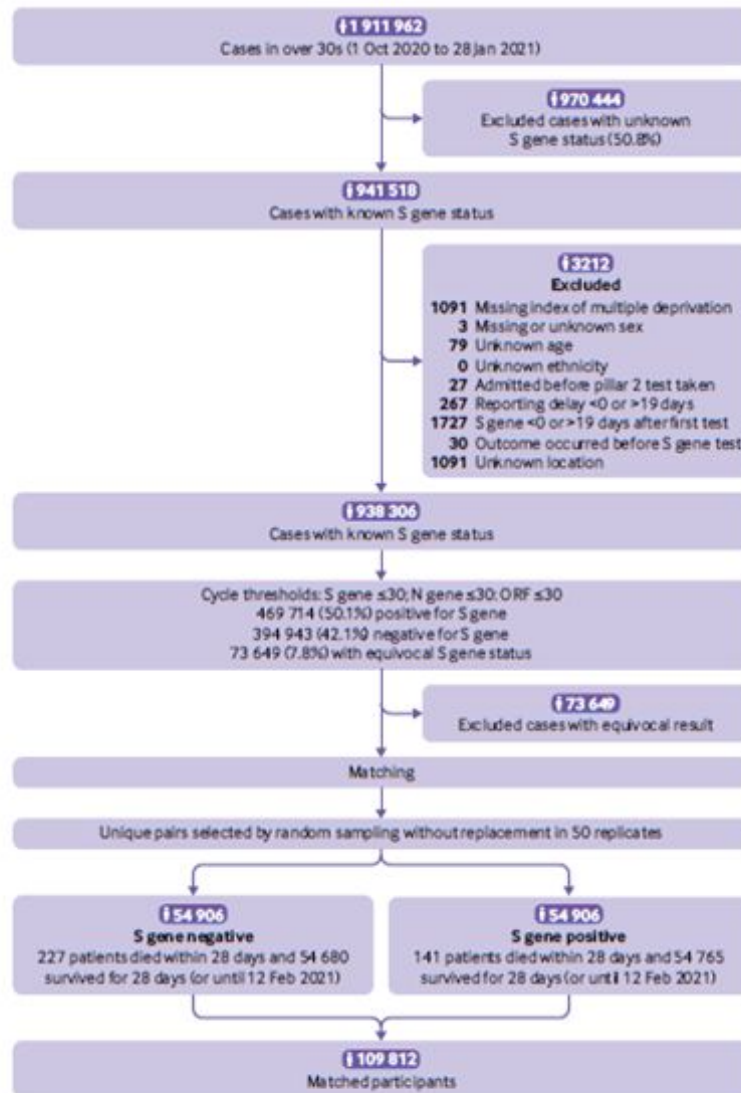 1 911 962
Cases in over 30s (1 Oct 2020 to 28 Jan 2021)
970 444
Excluded cases with unknown
S gene status (50.8%)
941 518
Cases with known S gene status
3212
Excluded
1091 Missing index of multiple deprivation
3 Missing or unknown sex
79 Unknown age
0 Unknown ethnicity
27 Admitted before pillar 2 test taken
267 Reporting delay <0 or >19 days
1727 S gene <0 or >19 days after first test
30 Outcome occurred before S gene test
1091 Unknown location
938 306
Cases with known S gene status
Cycle thresholds: S gene ≤30; N gene ≤30; ORF ≤30
469 714 (50.1%) positive for S gene
394 943 (42.1%) negative for S gene
73 649 (7.8%) with equivocal S gene status
73 649
Excluded cases with equivocal result
Matching
Unique pairs selected by random sampling without replacement in 50 replicates
54 906
S gene negative
227 patients died within 28 days and 54 680
survived for 28 days (or until 12 Feb 2021)
54 906
S gene positive
141 patients died within 28 days and 54 765
survived for 28 days (or until 12 Feb 2021)
109 812
Matched participants